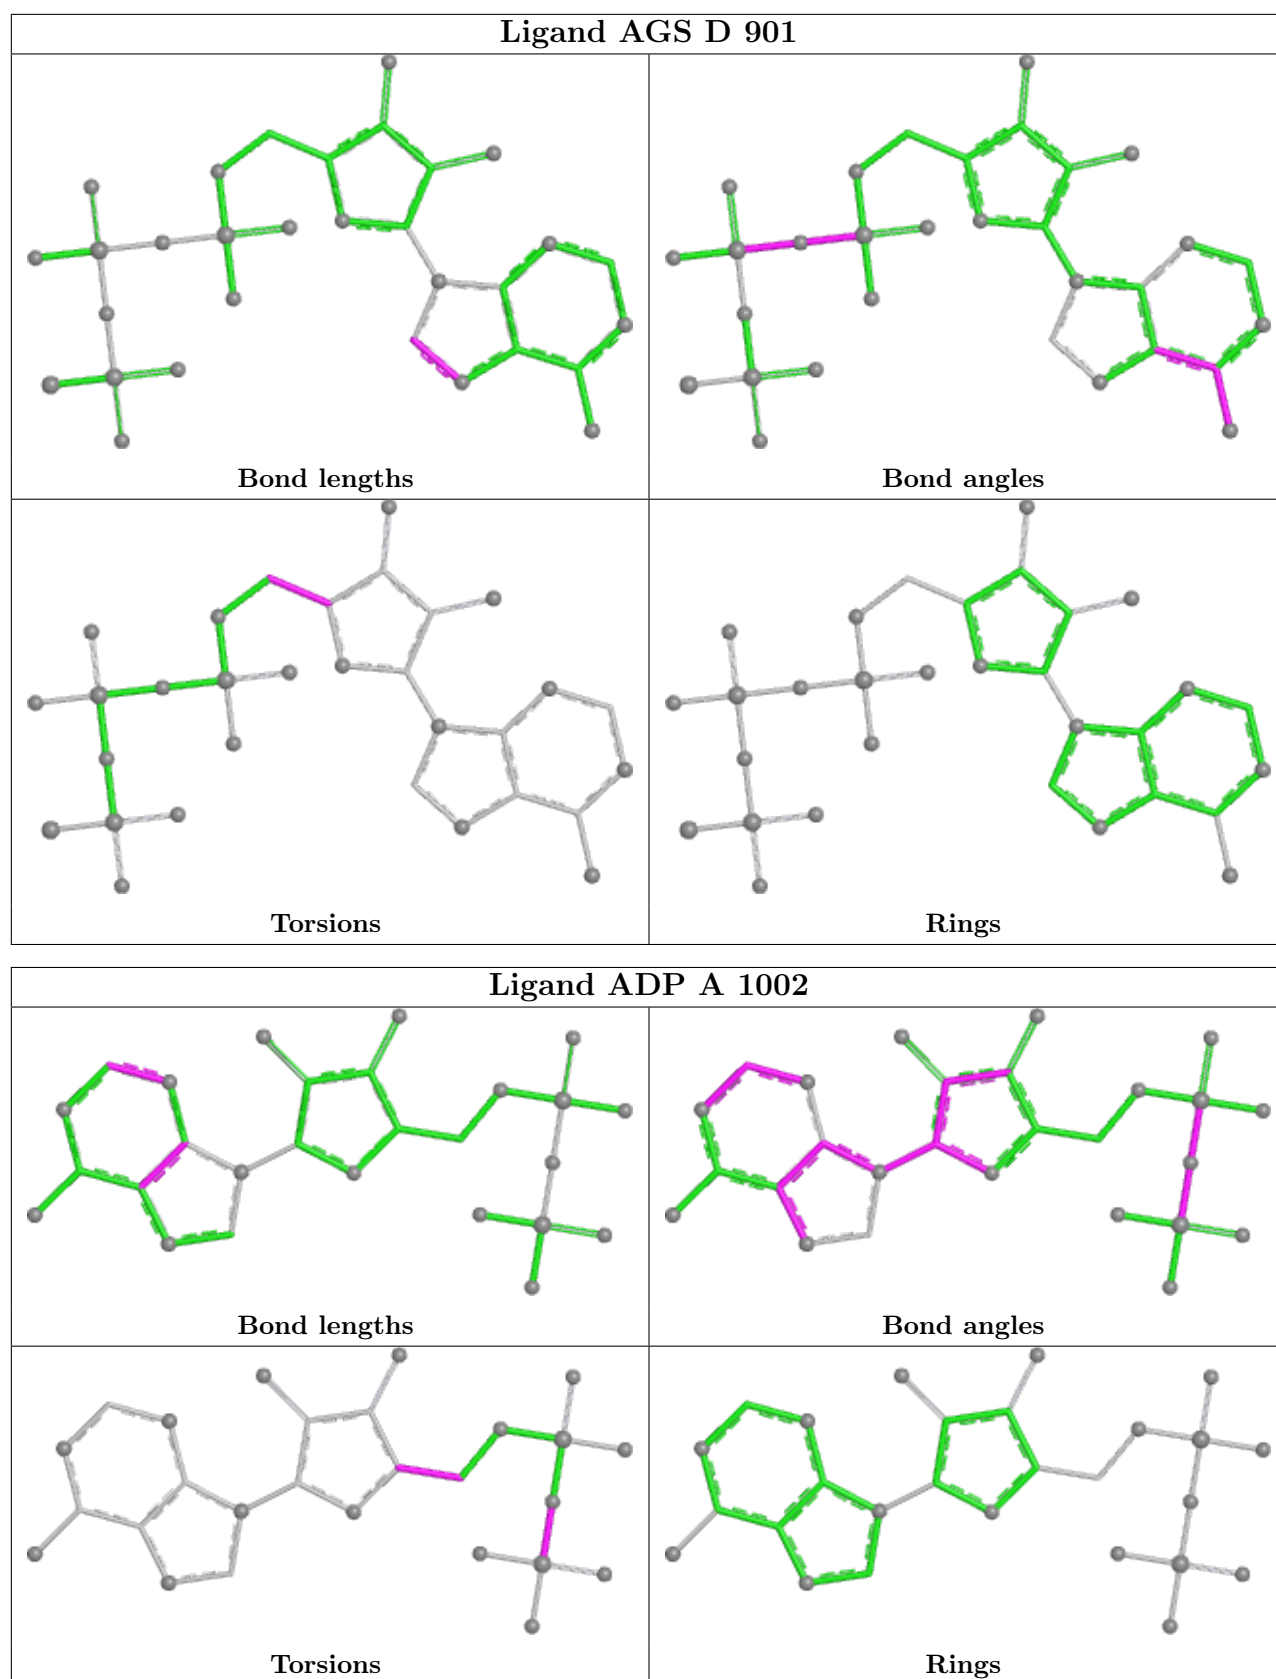 Ligand AGS D 901
Bond lengths
Bond angles
Torsions
Rings
Ligand ADP A 1002
Bond lengths
Bond angles
Torsions
Rings